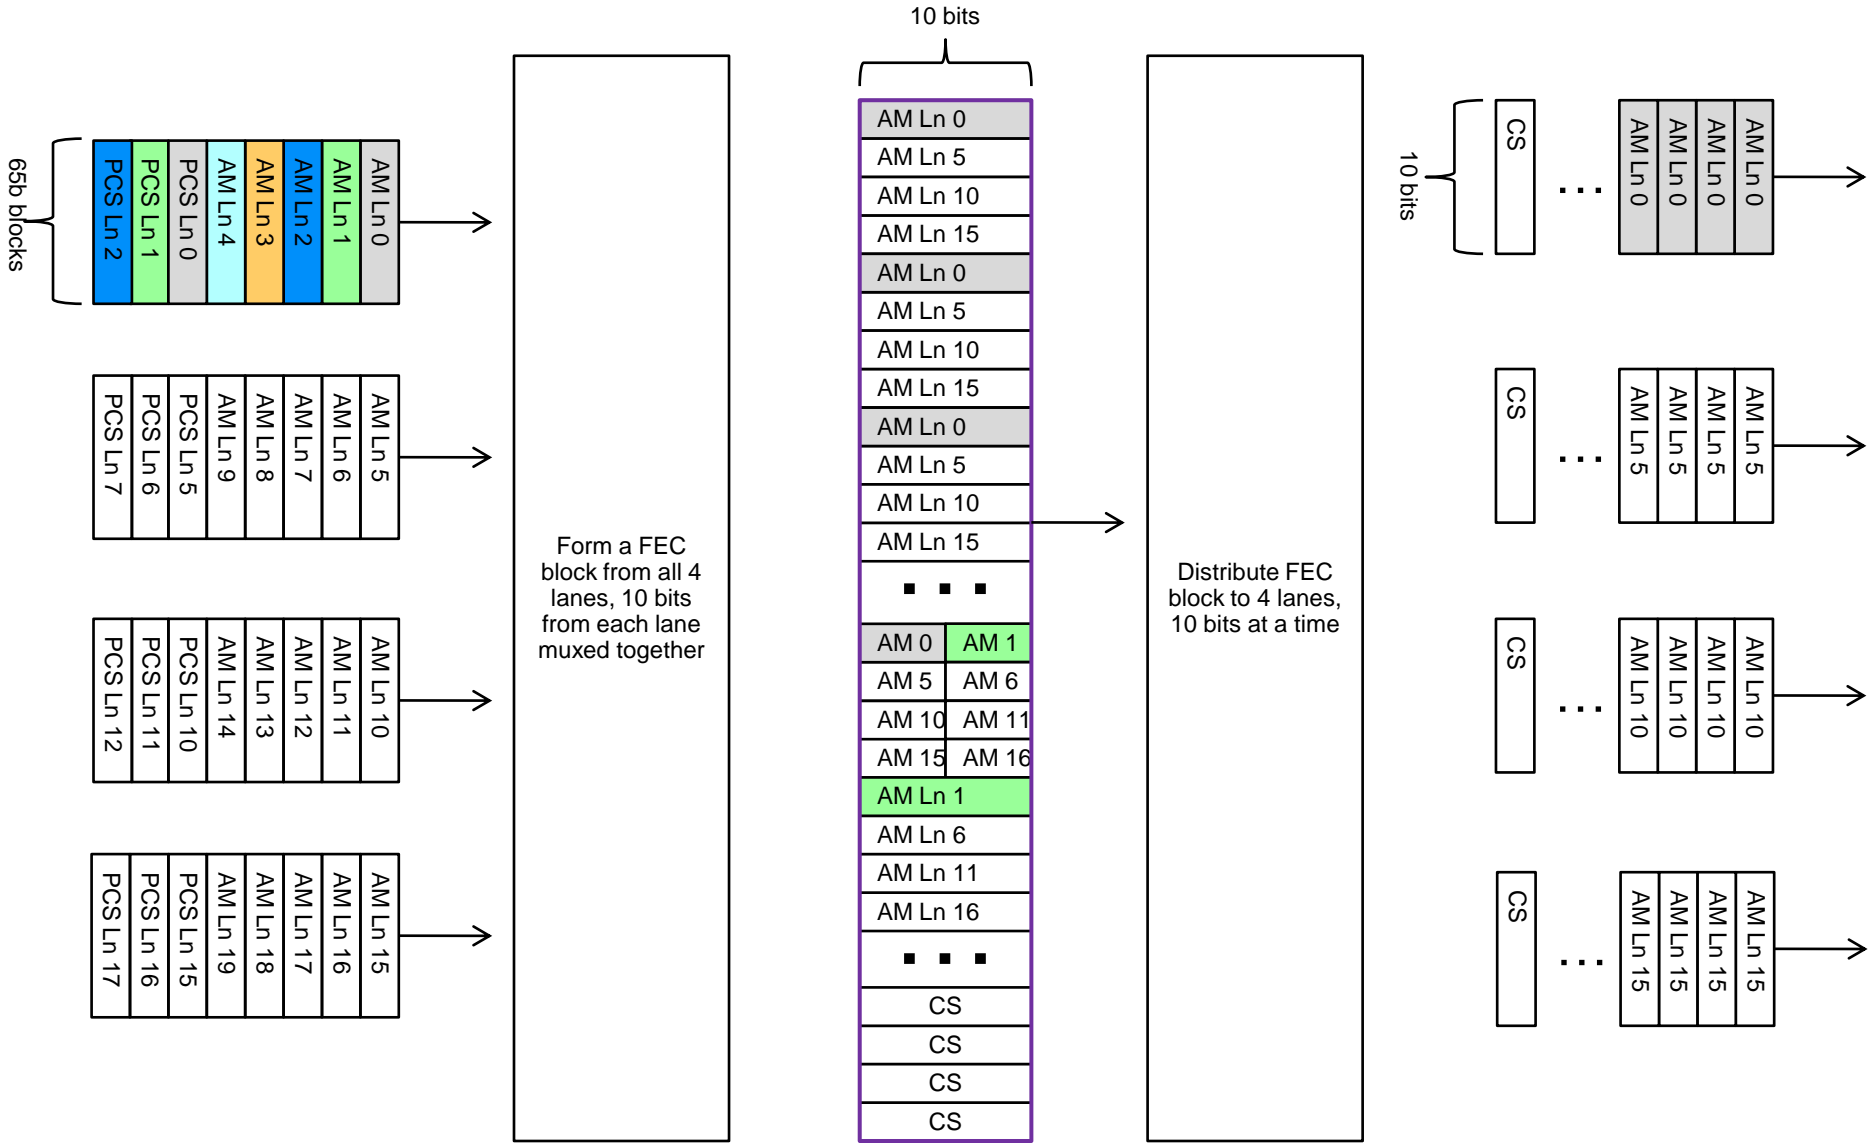 10 bits
65b blocks
PCS Ln 2
PCS Ln 1
PCS Ln 0
AM Ln 4
AM Ln 3
AM Ln 2
AM Ln 1
AM Ln 0
PCS Ln 7
PCS Ln 6
PCS Ln 5
AM Ln 9
AM Ln 8
AM Ln 7
AM Ln 6
AM Ln 5
PCS Ln 12
PCS Ln 11
PCS Ln 10
AM Ln 14
AM Ln 13
AM Ln 12
AM Ln 11
AM Ln 10
PCS Ln 17
PCS Ln 16
PCS Ln 15
AM Ln 19
AM Ln 18
AM Ln 17
AM Ln 16
AM Ln 15
Form a FEC
block from all 4
lanes, 10 bits
from each lane
muxed together
AM Ln 0
AM Ln 5
AM Ln 10
AM Ln 15
AM Ln 0
AM Ln 5
AM Ln 10
AM Ln 15
AM Ln 0
AM Ln 5
AM Ln 10
AM Ln 15
AM 0 AM 1
AM 5 AM 6
AM 10 AM 11
AM 15 AM 16
AM Ln 1
AM Ln 6
AM Ln 11
AM Ln 16
CS
CS
CS
CS
Distribute FEC
block to 4 lanes,
10 bits at a time
10 bits
CS
...
AM Ln 0
AM Ln 0
AM Ln 0
AM Ln 0
CS
...
AM Ln 5
AM Ln 5
AM Ln 5
AM Ln 5
CS
...
AM Ln 10
AM Ln 10
AM Ln 10
AM Ln 10
CS
...
AM Ln 15
AM Ln 15
AM Ln 15
AM Ln 15